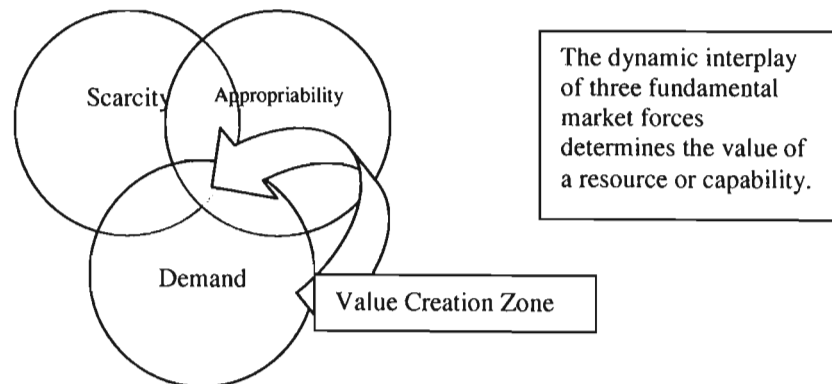 Scarcity
Appropriability
Demand
Value Creation Zone
The dynamic interplay
of three fundamental
market forces
determines the value of
a resource or capability.